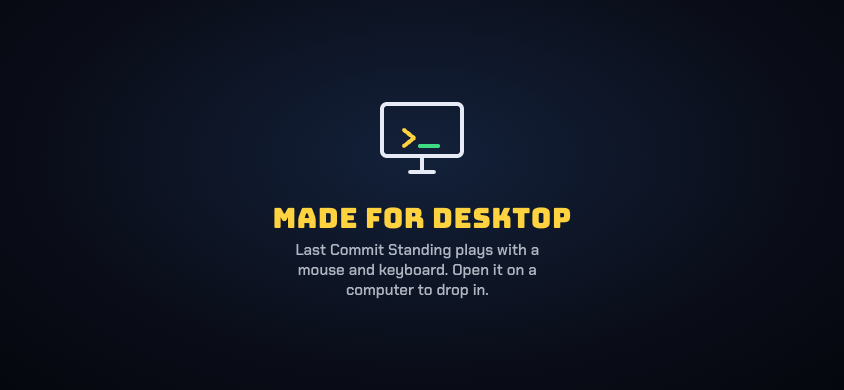 MADE FOR DESKTOP
Last Commit Standing plays with a
mouse and keyboard. Open it on a
computer to drop in.